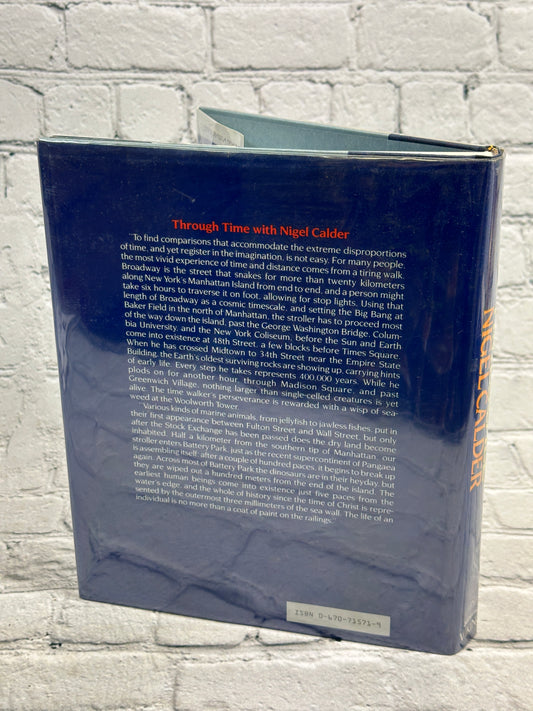 Through Time with Nigel Calder
"To find comparisons that accommodate the extreme disproportions
of time, and yet register in the imagination, is not easy. For many people,
the most vivid experience of time and distance comes from a tiring walk.
Broadway is the street that snakes for more than twenty kilometers
along New York's Manhattan Island from end to end, and a person might
take six hours to traverse it on foot, allowing for stop lights. Using that
length of Broadway as a cosmic timescale, and setting the Big Bang at
Baker Field in the north of Manhattan, the stroller has to proceed most
of the way down the island, past the George Washington Bridge, Colum-
bia University, and the New York Coliseum, before the Sun and Earth
come into existence at 48th Street, a few blocks before Times Square.
When he has crossed Midtown to 34th Street near the Empire State
Building, the Earth's oldest surviving rocks are showing up, carrying hints
of early life. Every step he takes represents 400,000 years. While he
plods on for another hour, through Madison Square, and past
Greenwich Village, nothing larger than single-celled creatures is yet
alive. The time walker's perseverance is rewarded with a wisp of sea-
weed at the Woolworth Tower.
"Various kinds of marine animals, from jellyfish to jawless fishes, put in
their first appearance between Fulton Street and Wall Street, but only
after the Stock Exchange has been passed does the dry land become
inhabited. Half a kilometer from the southern tip of Manhattan, our
stroller enters Battery Park, just as the recent supercontinent of Pangaea
is assembling itself; after a couple of hundred paces, it begins to break up
again. Across most of Battery Park the dinosaurs are in their heyday, but
they are wiped out a hundred meters from the end of the island. The
earliest human beings come into existence just five paces from the
water's edge, and the whole of history since the time of Christ is repre-
sented by the outermost three millimeters of the sea wall. The life of an
individual is no more than a coat of paint on the railings."
ISBN 0-670-71571-9
NIGEL CALDER